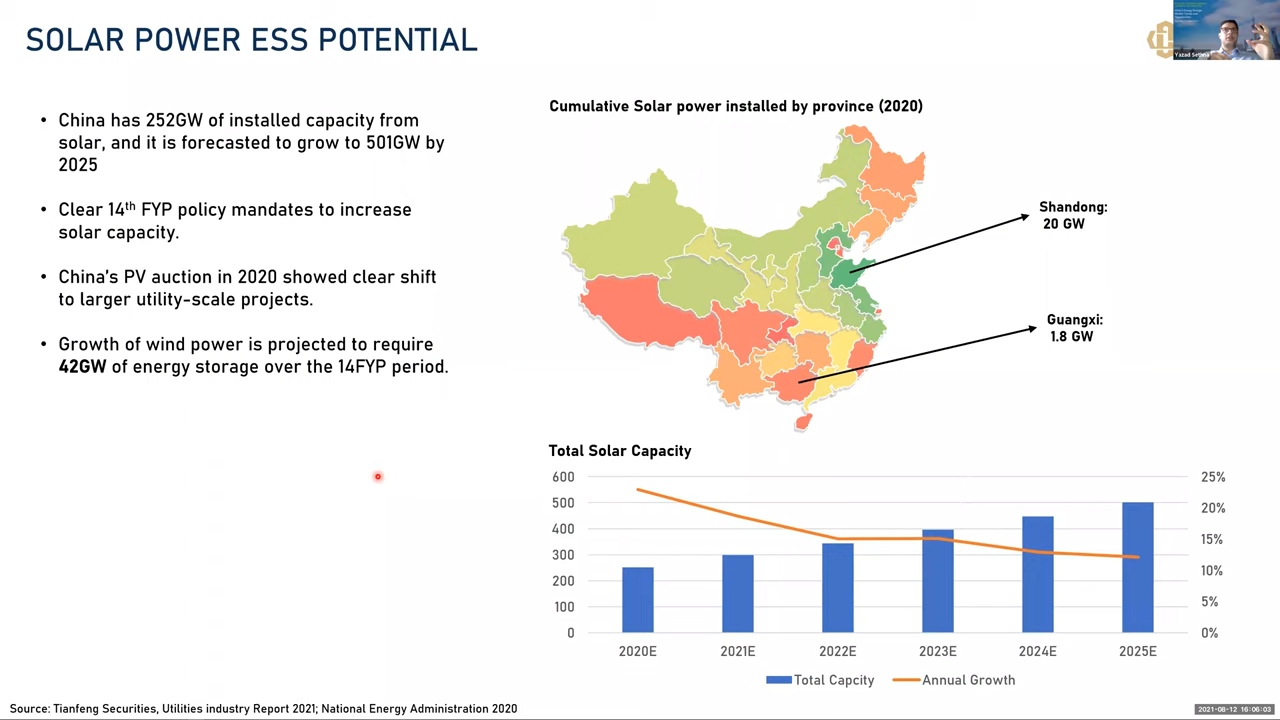 SOLAR POWER ESS POTENTIAL
Yazad Sethna
• China has 252GW of installed capacity from
solar, and it is forecasted to grow to 501GW by
2025
• Clear 14th FYP policy mandates to increase
solar capacity.
• China's PV auction in 2020 showed clear shift
to larger utility-scale projects.
• Growth of wind power is projected to require
42GW of energy storage over the 14FYP period.
Cumulative Solar power installed by province (2020)
Shandong:
20 GW
Guangxi:
1.8 GW
Total Solar Capacity
600
500
400
300
200
100
0
25%
20%
15%
10%
5%
0%
2020E 2021E 2022E 2023E 2024E 2025E
Total Capcity Annual Growth
Source: Tianfeng Securities, Utilities industry Report 2021; National Energy Administration 2020
2021-08-12 16:06:03